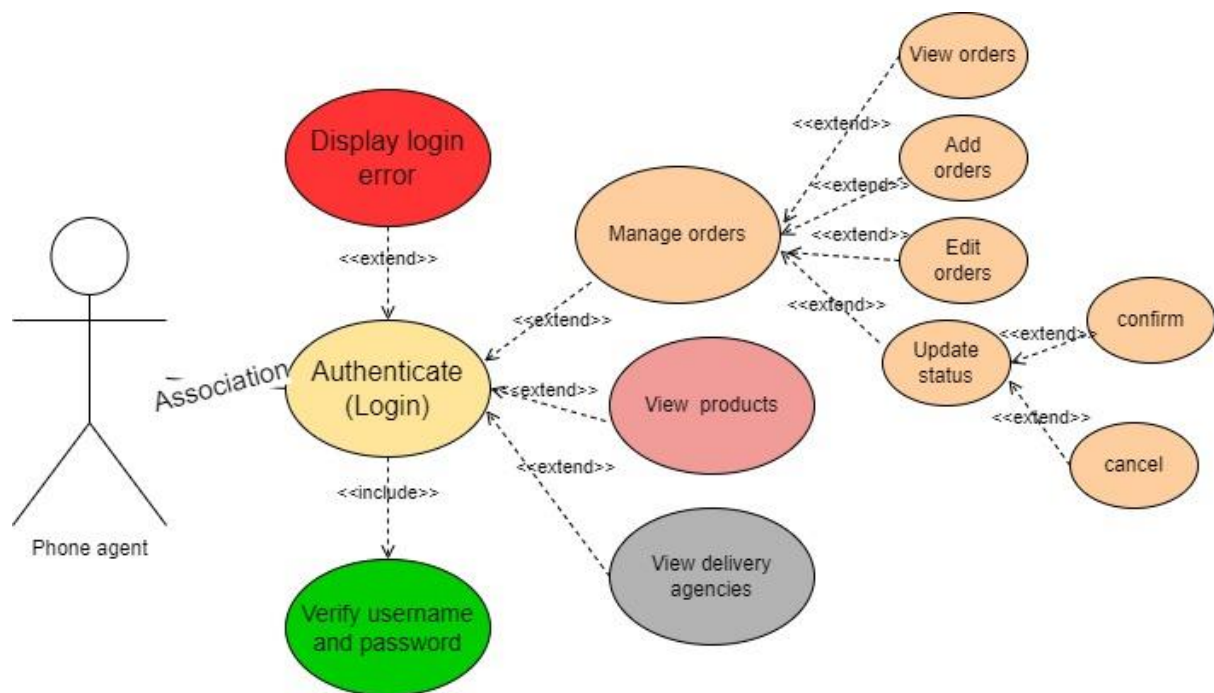 View orders
<<extend>>
Display login
error
Add
orders
<<extend>>
Manage orders
<<extend>>
Edit
orders
<<extend>>
<<extend>>
<<extend>>
confirm
<<extend>>
Update
status
Association
Authenticate
(Login)
<<extend>>
View products
<<extend>>
cancel
<<extend>>
<<include>>
Phone agent
View delivery
agencies
Verify username
and password